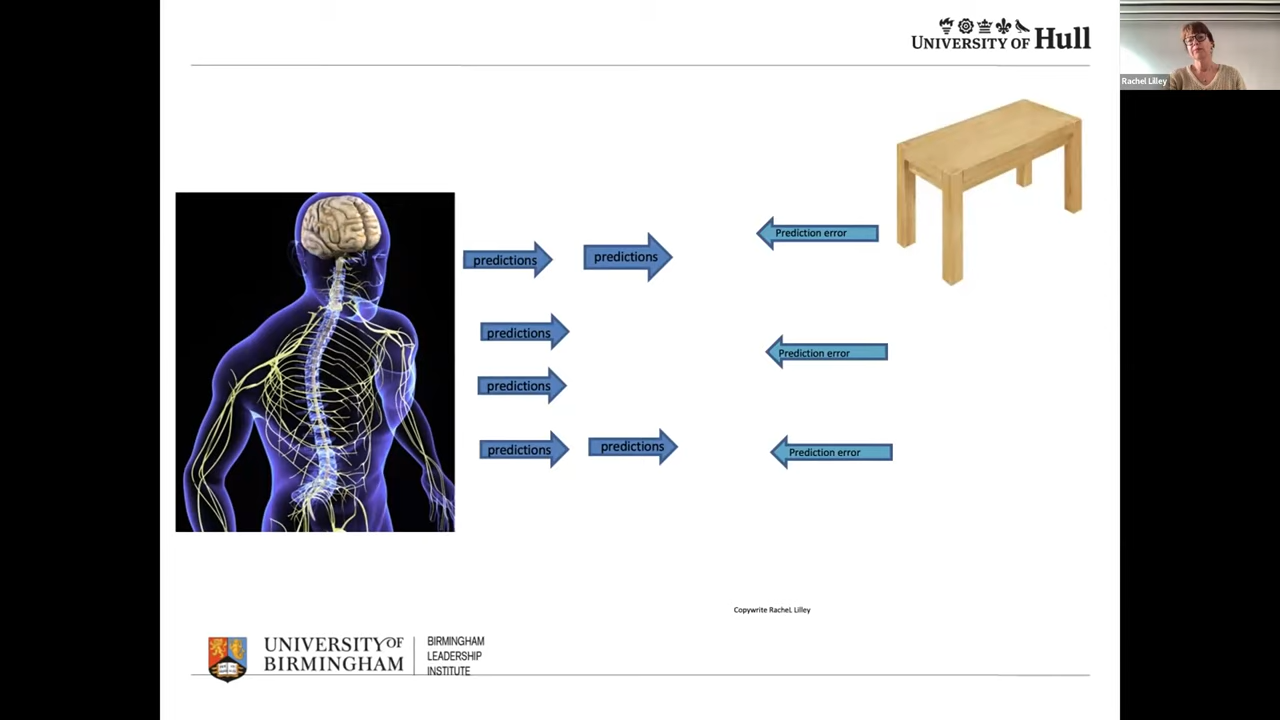 UNIVERSITY OF Hull
Rachel Lilley
Prediction error
predictions
predictions
predictions
Prediction error
predictions
predictions
predictions
Prediction error
Copywrite RacheL Lilley
UNIVERSITY OF
BIRMINGHAM
BIRMINGHAM
LEADERSHIP
INSTITUTE